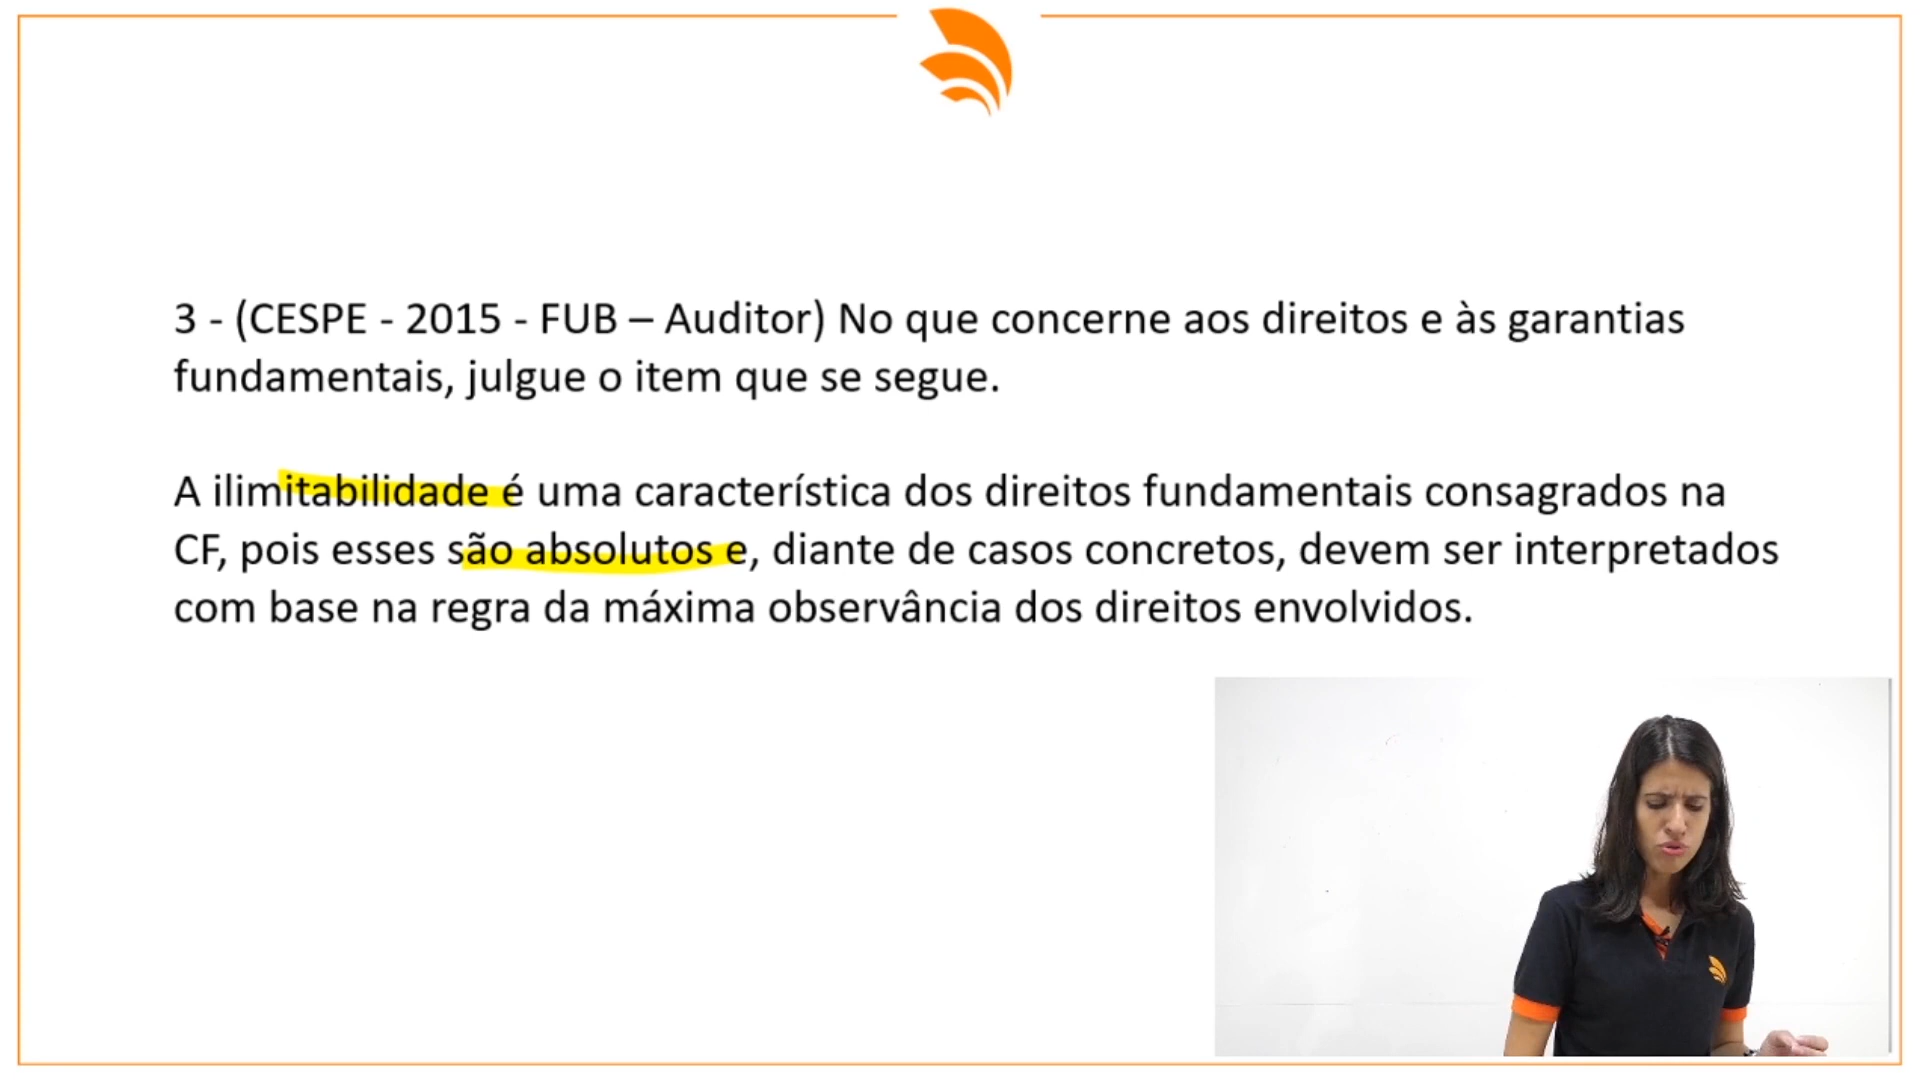 3 - (CESPE - 2015 - FUB – Auditor) No que concerne aos direitos e às garantias
fundamentais, julgue o item que se segue.
A ilimitabilidade é uma característica dos direitos fundamentais consagrados na
CF, pois esses são absolutos e, diante de casos concretos, devem ser interpretados
com base na regra da máxima observância dos direitos envolvidos.